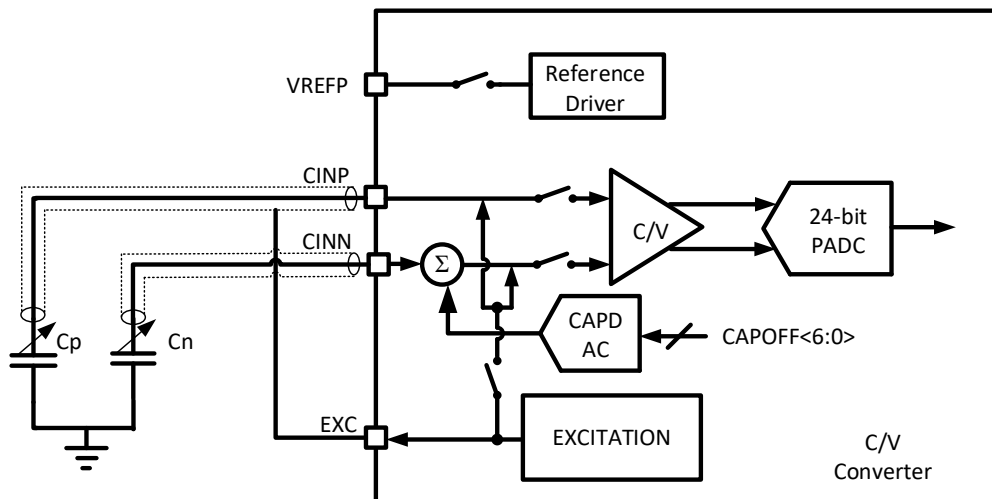 VREFP
Reference
Driver
CINP
CINN
Σ
C/V
24-bit
PADC
Cp
Cn
CAPD
AC
CAPOFF<6:0>
EXC
EXCITATION
C/V
Converter